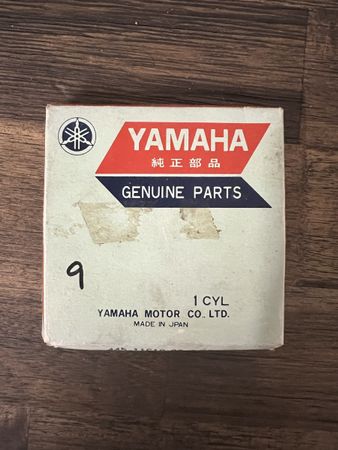 YAMAHA
純正部品
GENUINE PARTS
9
1 CYL
YAMAHA MOTOR CO., LTD.
MADE IN JAPAN